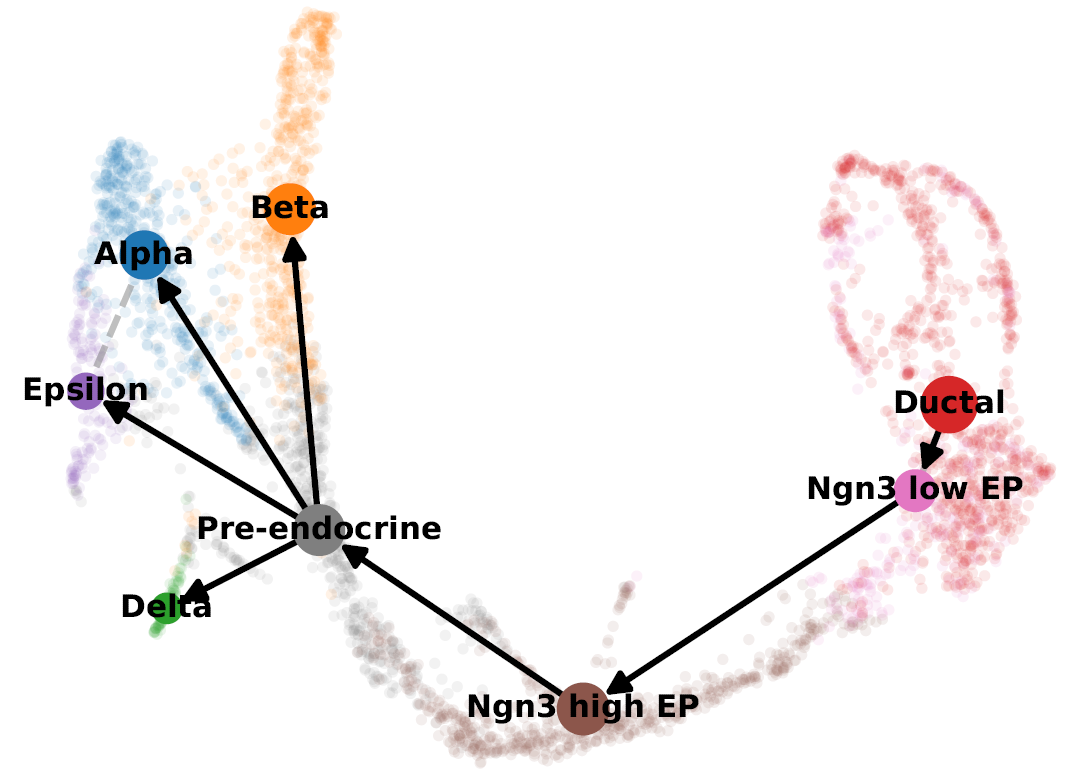 Beta
Alpha
Epsilon
Ductal
Ngn3 low EP
Pre-endocrine
Delta
Ngn3 high EP